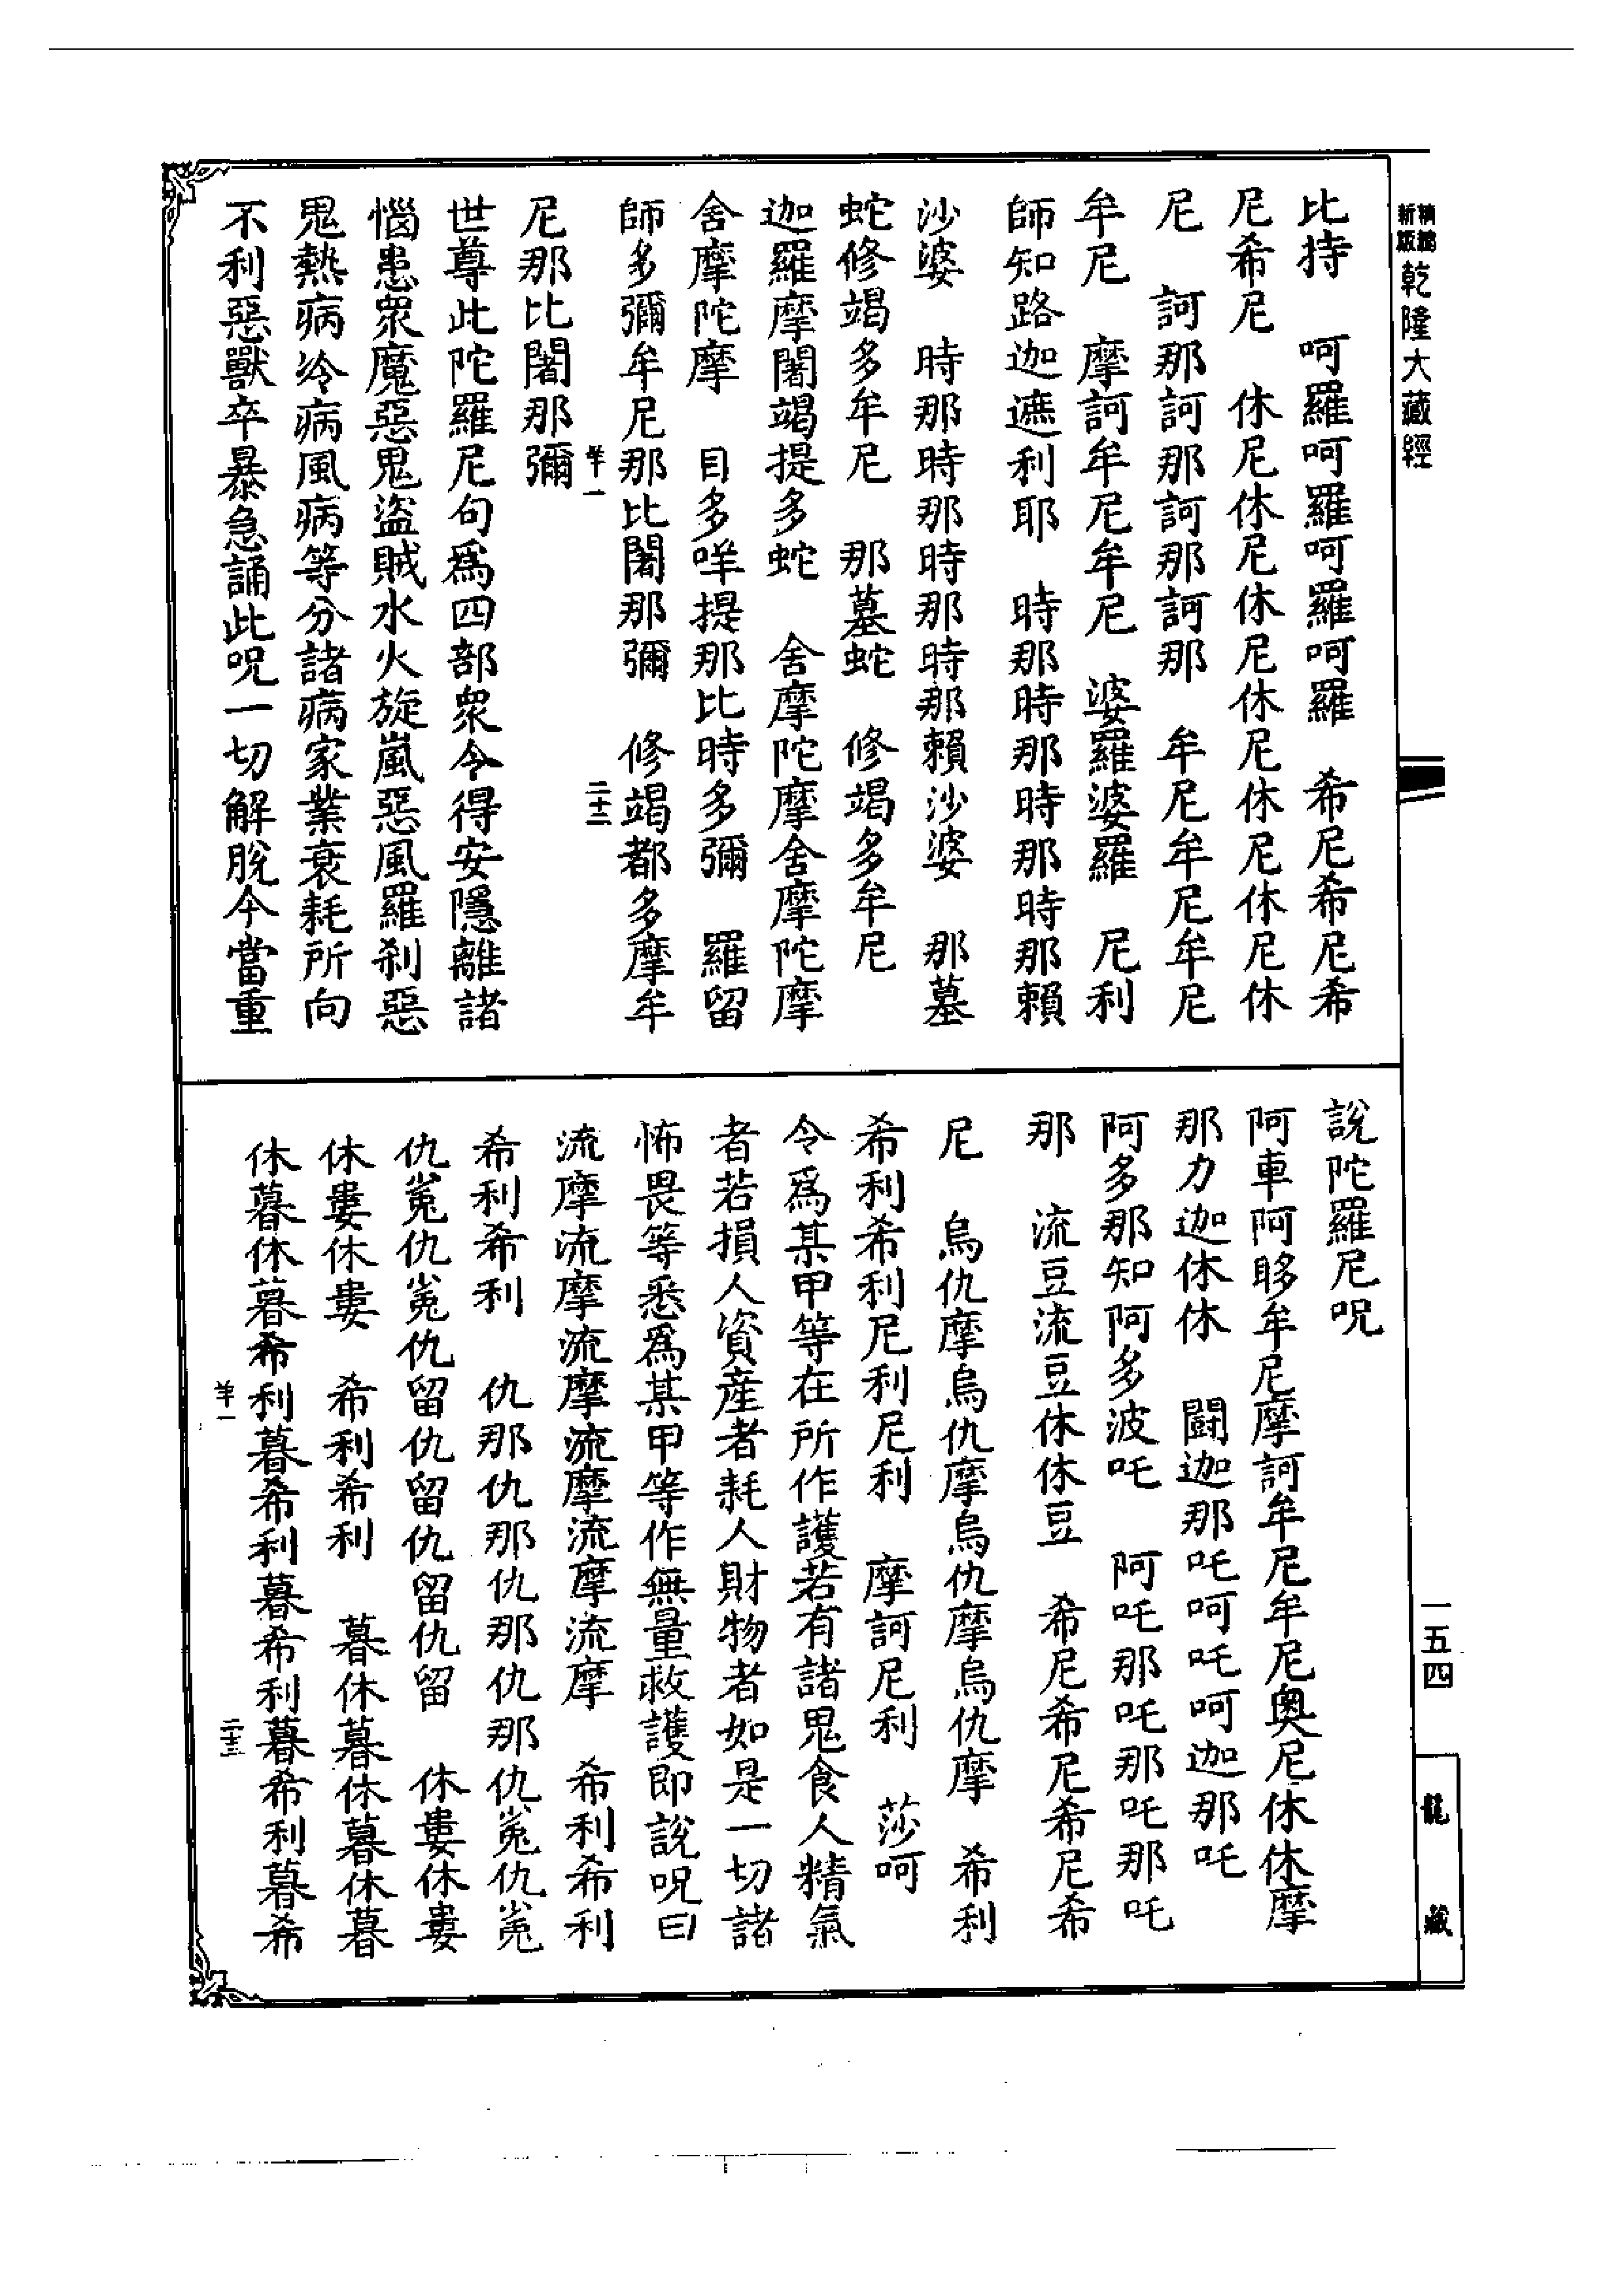 精縮
新版
乾隆大藏經
比持　呵羅呵羅呵羅呵羅　希尼希尼希
尼希尼　休尼休尼休尼休尼休尼休尼休
尼　訶那訶那訶那訶那　牟尼牟尼牟尼
牟尼　摩訶牟尼牟尼　婆羅婆羅　尼利
師知路迦遮利耶　時那時那時那時那賴
沙婆　時那時那時那時那賴沙婆　那墓
蛇修竭多牟尼　那墓蛇　修竭多牟尼
迦羅摩闍竭提多蛇　舍摩陀摩舍摩陀摩
舍摩陀摩　目多咩提那比時多彌　羅留
師多彌牟尼那比闍那彌　修竭都多摩牟
羊一
二十二
尼那比闍那彌
世尊此陀羅尼句為四部眾今得安隱離諸
惱患眾魔惡鬼盜賊水火旋嵐惡風羅剎惡
鬼熱病冷病風病等分諸病家業衰耗所向
不利惡獸卒暴急誦此呪一切解脫今當重
說陀羅尼呪
阿車阿眵牟尼摩訶牟尼牟尼奧尼休休摩
那力迦休休　鬪迦那吒呵吒呵迦那吒
阿多那知阿多波吒　阿吒那吒那吒那吒
那　流豆流豆休休豆　希尼希尼希尼希
尼　烏仇摩烏仇摩烏仇摩烏仇摩　希利
希利希利尼利尼利　摩訶尼利　莎呵
令為某甲等在所作護若有諸鬼食人精氣
者若損人資產者耗人財物者如是一切諸
怖畏等悉為某甲等作無量救護即說呪曰
流摩流摩流摩流摩流摩流摩　希利希利
希利希利　仇那仇那仇那仇那仇㝹仇㝹
仇㝹仇㝹仇留仇留仇留仇留　休婁休婁
休婁休婁　希利希利　暮休暮休暮休暮
休暮休暮希利暮希利暮希利暮希利暮希
羊一
二十三
一五四
龍藏